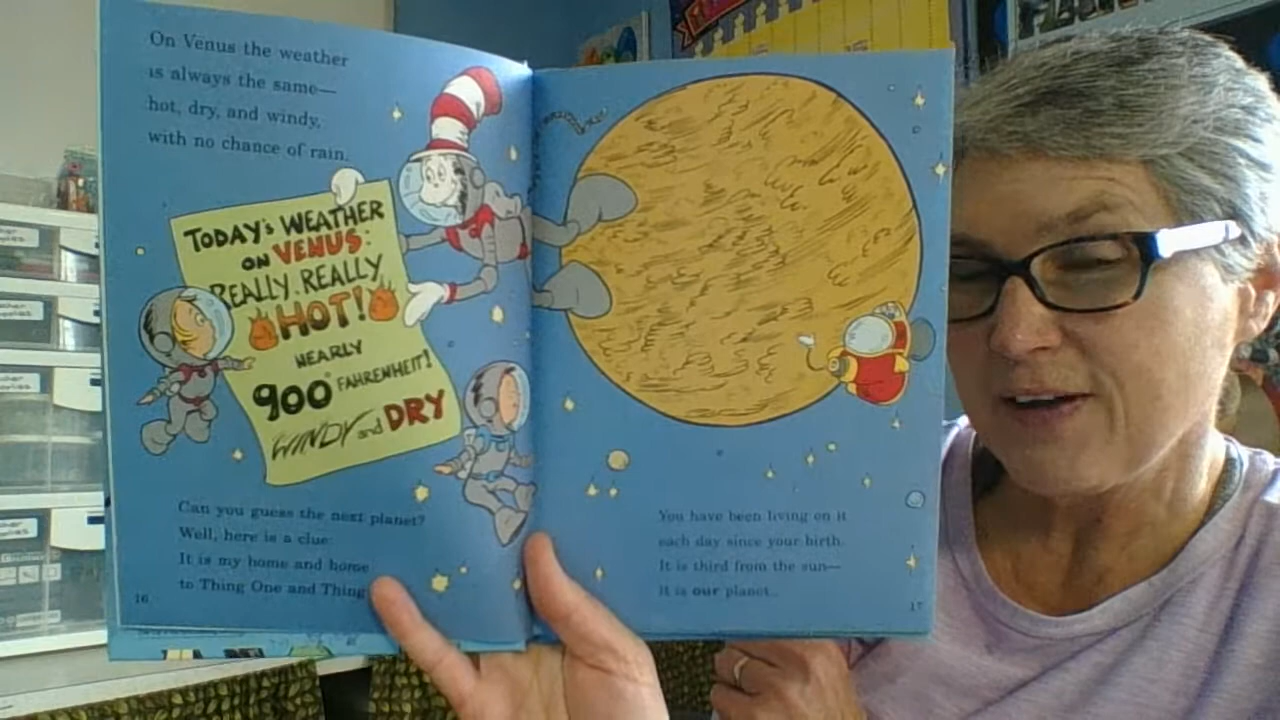 On Venus the weather
is always the same—
hot, dry, and windy,
with no chance of rain.
TODAY'S WEATHER
ON VENUS:
REALLY, REALLY
HOT!
NEARLY
900° FAHRENHEIT!
WINDY and DRY
Can you guess the next planet?
Well, here is a clue:
It is my home and home
to Thing One and Thing
16
You have been living on it
each day since your birth.
It is third from the sun—
it is our planet
17